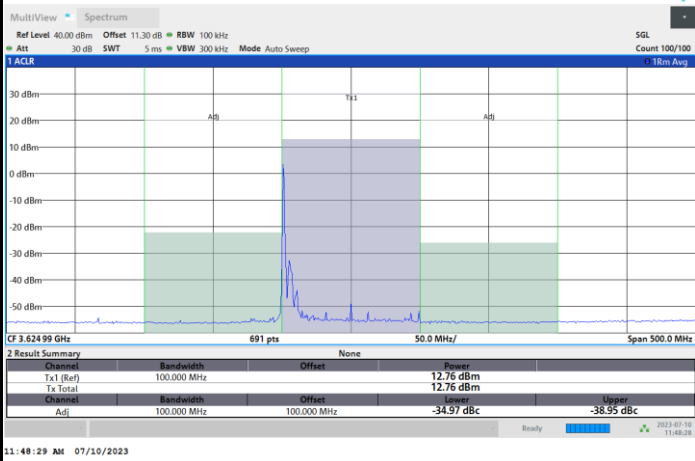 MultiView Spectrum
Ref Level 40.00 dBm Offset 11.30 dB RBW 100 kHz SGL
Att 30 dB SWT 5 ms VBW 300 kHz Mode Auto Sweep Count 100/100
1 ACLR 1Rm Avg
30 dBm
Tx1
20 dBm Adj Adj
10 dBm
0 dBm
-10 dBm
-20 dBm
-30 dBm
-40 dBm
-50 dBm
CF 3.624 99 GHz 691 pts 50.0 MHz/ Span 500.0 MHz
2 Result Summary None
Channel Bandwidth Offset Power
Tx1 (Ref) 100.000 MHz 12.76 dBm
Tx Total 12.76 dBm
Channel Bandwidth Offset Lower Upper
Adj 100.000 MHz 100.000 MHz -34.97 dBc -38.95 dBc
Ready 2023-07-10
11:48:28
11:48:29 AM 07/10/2023